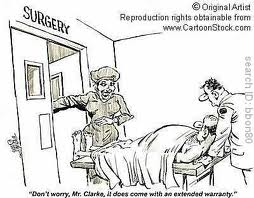 © Original Artist
Reproduction rights obtainable from
www.CartoonStock.com
SURGERY
search ID: bbon80
"Don't worry, Mr. Clarke, it does come with an extended warranty."